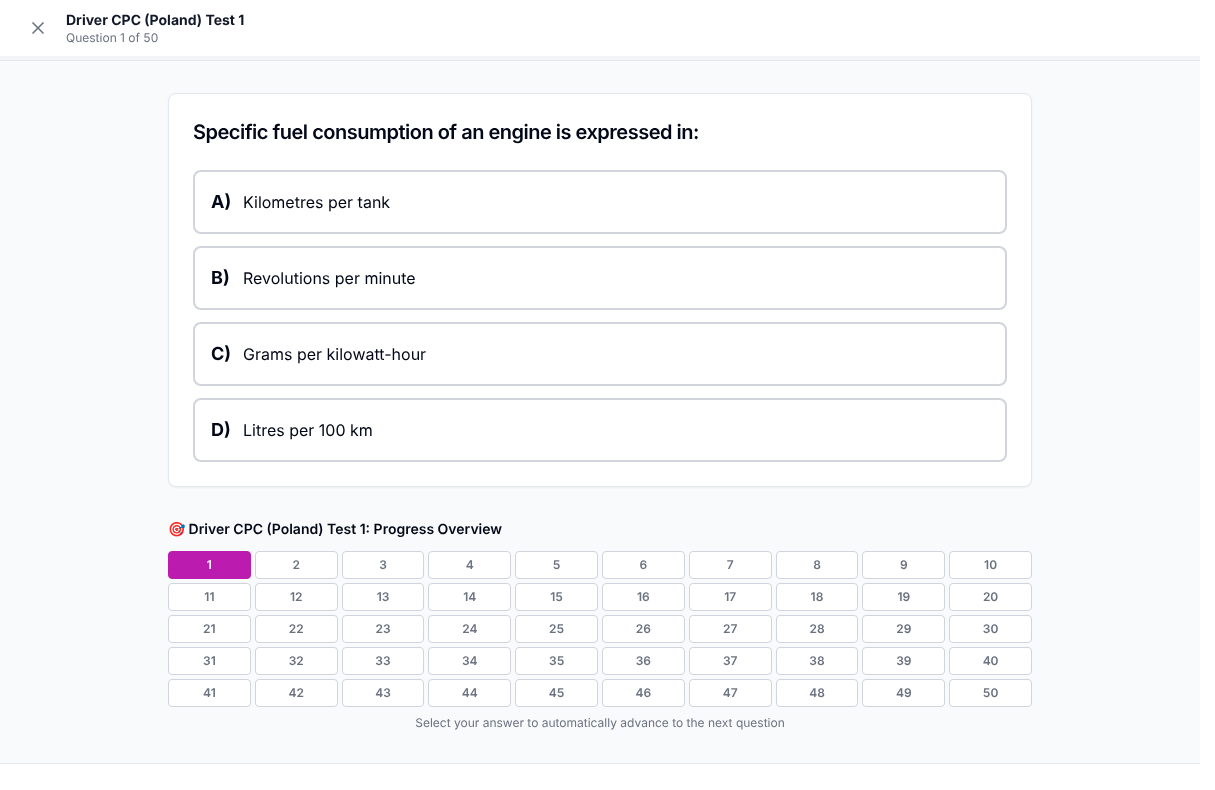 Driver CPC (Poland) Test 1
Question 1 of 50
Specific fuel consumption of an engine is expressed in:
A) Kilometres per tank
B) Revolutions per minute
C) Grams per kilowatt-hour
D) Litres per 100 km
🎯 Driver CPC (Poland) Test 1: Progress Overview
1 2 3 4 5 6 7 8 9 10
11 12 13 14 15 16 17 18 19 20
21 22 23 24 25 26 27 28 29 30
31 32 33 34 35 36 37 38 39 40
41 42 43 44 45 46 47 48 49 50
Select your answer to automatically advance to the next question